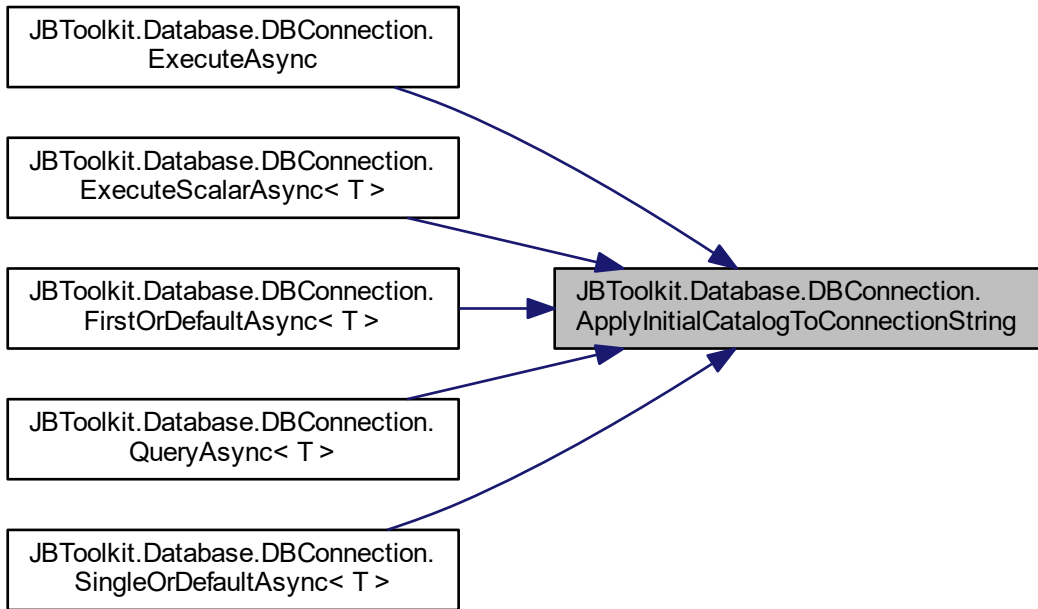 JBToolkit.Database.DBConnection.
ExecuteAsync
JBToolkit.Database.DBConnection.
ExecuteScalarAsync< T >
JBToolkit.Database.DBConnection.
FirstOrDefaultAsync< T >
JBToolkit.Database.DBConnection.
ApplyInitialCatalogToConnectionString
JBToolkit.Database.DBConnection.
QueryAsync< T >
JBToolkit.Database.DBConnection.
SingleOrDefaultAsync< T >